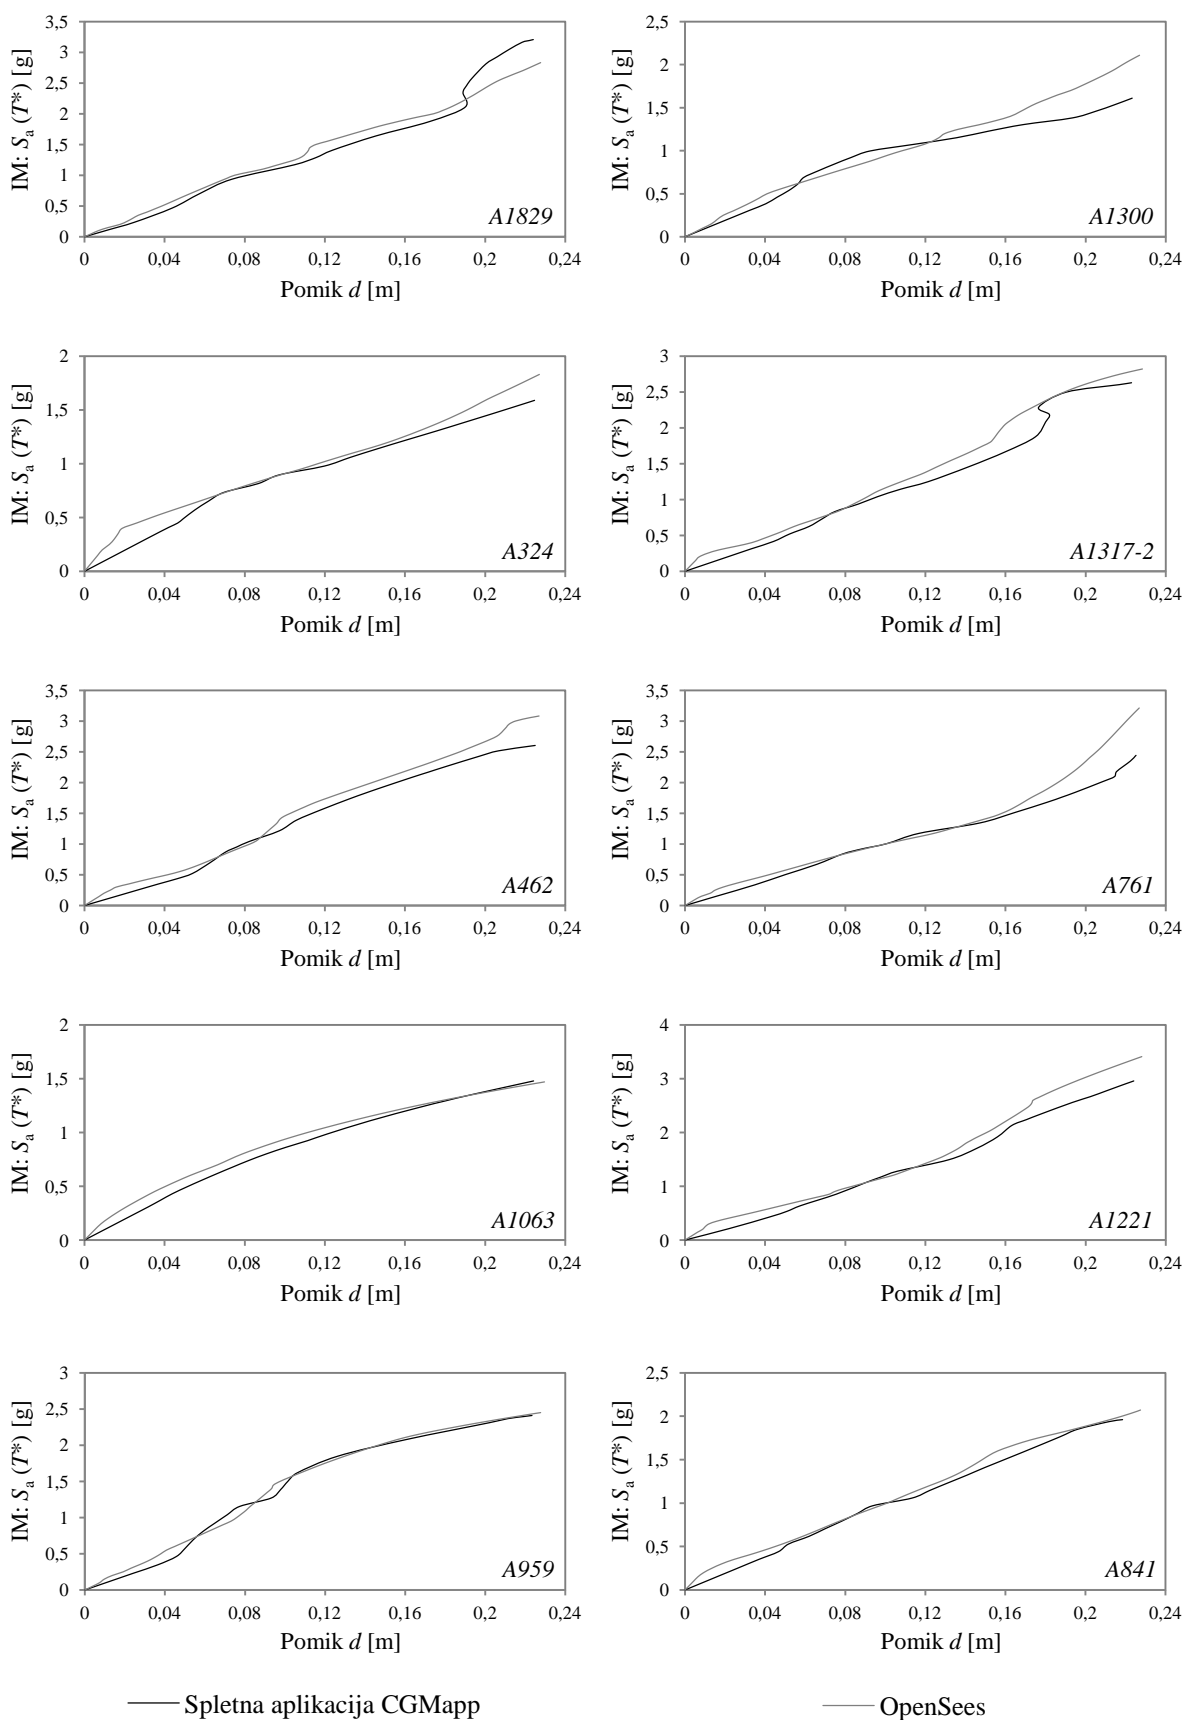 IM: Sa (T*) [g]
3,5
3
2,5
2
1,5
1
0,5
0
A1829
0 0,04 0,08 0,12 0,16 0,2 0,24
Pomik d [m]
IM: Sa (T*) [g]
2,5
2
1,5
1
0,5
0
A1300
0 0,04 0,08 0,12 0,16 0,2 0,24
Pomik d [m]
IM: Sa (T*) [g]
2
1,5
1
0,5
0
A324
0 0,04 0,08 0,12 0,16 0,2 0,24
Pomik d [m]
IM: Sa (T*) [g]
3
2,5
2
1,5
1
0,5
0
A1317-2
0 0,04 0,08 0,12 0,16 0,2 0,24
Pomik d [m]
IM: Sa (T*) [g]
3,5
3
2,5
2
1,5
1
0,5
0
A462
0 0,04 0,08 0,12 0,16 0,2 0,24
Pomik d [m]
IM: Sa (T*) [g]
3,5
3
2,5
2
1,5
1
0,5
0
A761
0 0,04 0,08 0,12 0,16 0,2 0,24
Pomik d [m]
IM: Sa (T*) [g]
2
1,5
1
0,5
0
A1063
0 0,04 0,08 0,12 0,16 0,2 0,24
Pomik d [m]
IM: Sa (T*) [g]
4
3
2
1
0
A1221
0 0,04 0,08 0,12 0,16 0,2 0,24
Pomik d [m]
IM: Sa (T*) [g]
3
2,5
2
1,5
1
0,5
0
A959
0 0,04 0,08 0,12 0,16 0,2 0,24
Pomik d [m]
IM: Sa (T*) [g]
2,5
2
1,5
1
0,5
0
A841
0 0,04 0,08 0,12 0,16 0,2 0,24
Pomik d [m]
Spletna aplikacija CGMapp
OpenSees